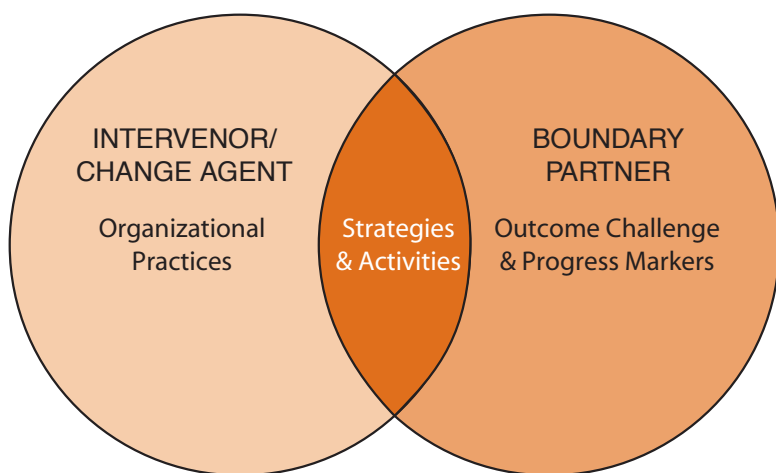 INTERVENOR/
CHANGE AGENT
Organizational
Practices
Strategies
& Activities
BOUNDARY
PARTNER
Outcome Challenge
& Progress Markers